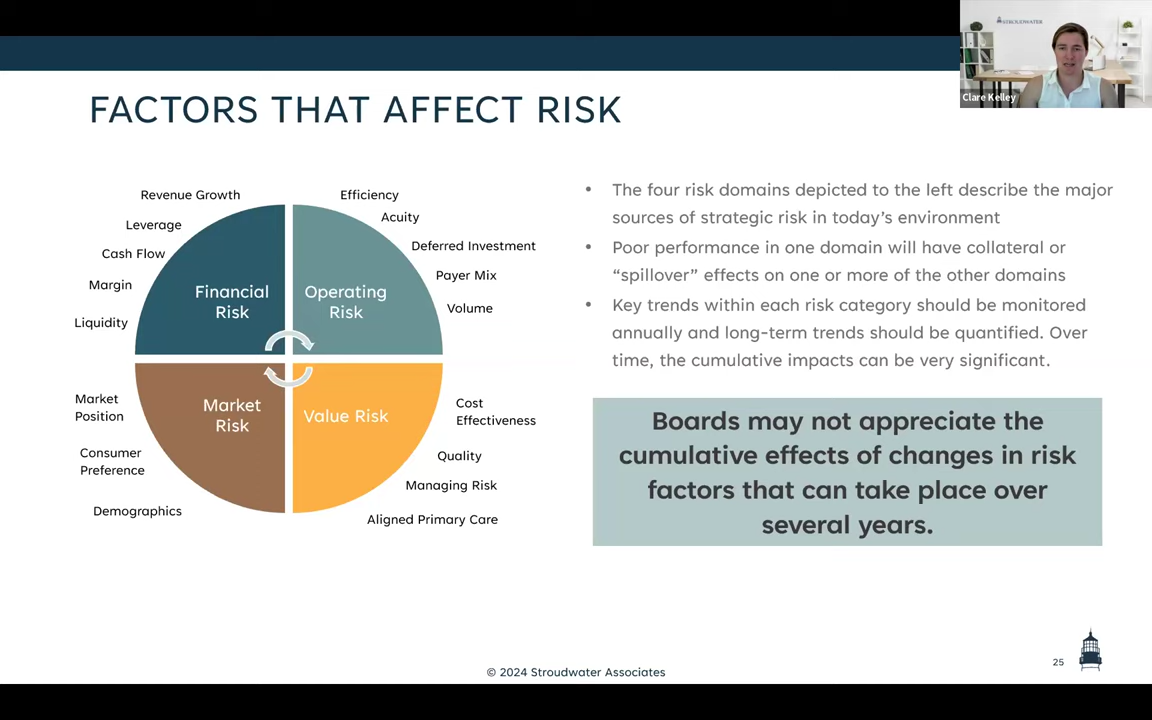 STROUDWATER
Clare Kelley
FACTORS THAT AFFECT RISK
Revenue Growth
Leverage
Cash Flow
Margin
Liquidity
Financial
Risk
Efficiency
Acuity
Deferred Investment
Payer Mix
Volume
Operating
Risk
Market
Position
Consumer
Preference
Demographics
Market
Risk
Value Risk
Cost
Effectiveness
Quality
Managing Risk
Aligned Primary Care
• The four risk domains depicted to the left describe the major
sources of strategic risk in today’s environment
• Poor performance in one domain will have collateral or
“spillover” effects on one or more of the other domains
• Key trends within each risk category should be monitored
annually and long-term trends should be quantified. Over
time, the cumulative impacts can be very significant.
Boards may not appreciate the
cumulative effects of changes in risk
factors that can take place over
several years.
© 2024 Stroudwater Associates
25